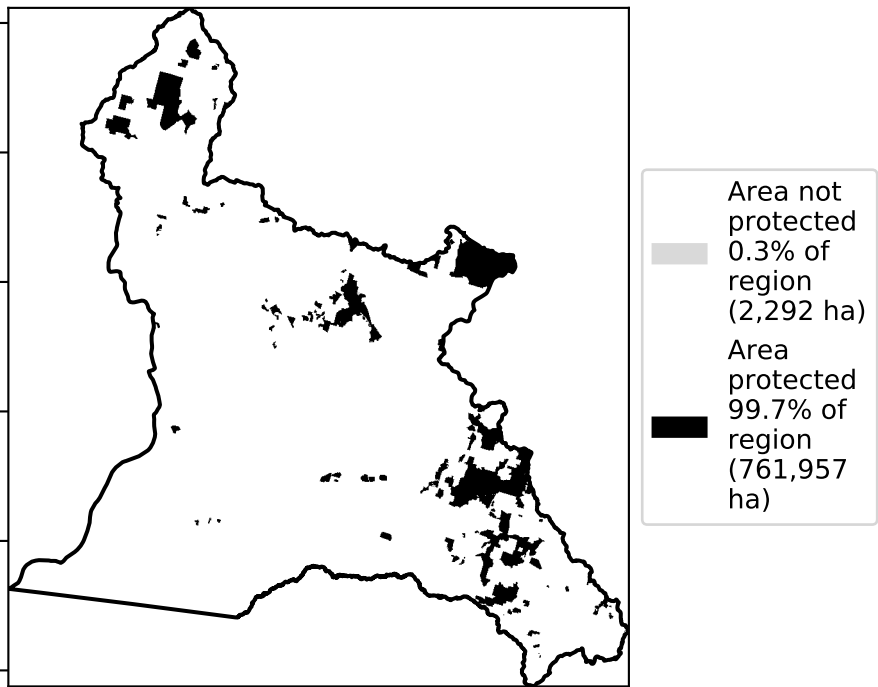 Area not
protected
0.3% of
region
(2,292 ha)
Area
protected
99.7% of
region
(761,957
ha)